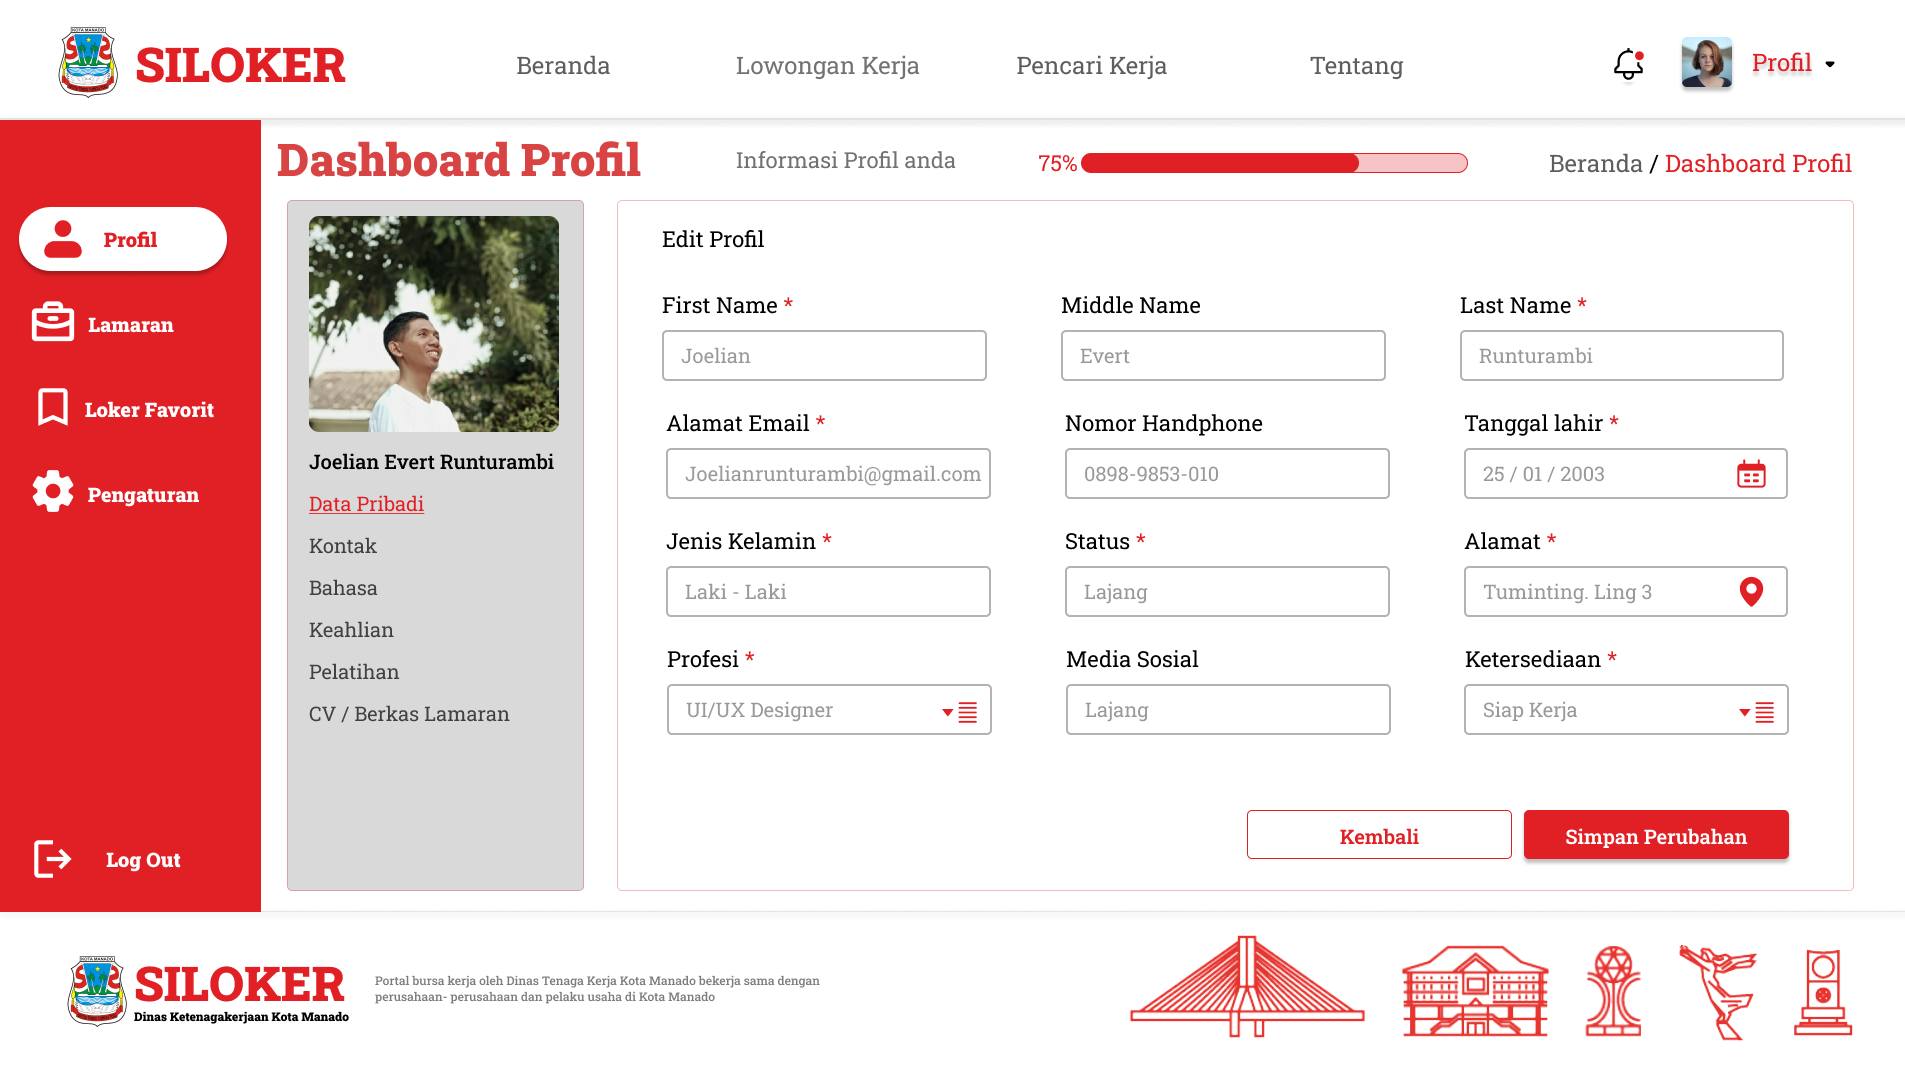 KOTA MANADO
SILOKER
Beranda
Lowongan Kerja
Pencari Kerja
Tentang
Profil
Dashboard Profil
Informasi Profil anda
75%
Beranda / Dashboard Profil
Profil
Lamaran
Loker Favorit
Pengaturan
Log Out
Joelian Evert Runturambi
Data Pribadi
Kontak
Bahasa
Keahlian
Pelatihan
CV / Berkas Lamaran
Edit Profil
First Name *
Middle Name
Last Name *
Joelian
Evert
Runturambi
Alamat Email *
Nomor Handphone
Tanggal lahir *
Joelianrunturambi@gmail.com
0898-9853-010
25 / 01 / 2003
Jenis Kelamin *
Status *
Alamat *
Laki - Laki
Lajang
Tuminting. Ling 3
Profesi *
Media Sosial
Ketersediaan *
UI/UX Designer
Lajang
Siap Kerja
Kembali
Simpan Perubahan
KOTA MANADO
SILOKER
Dinas Ketenagakerjaan Kota Manado
Portal bursa kerja oleh Dinas Tenaga Kerja Kota Manado bekerja sama dengan
perusahaan- perusahaan dan pelaku usaha di Kota Manado